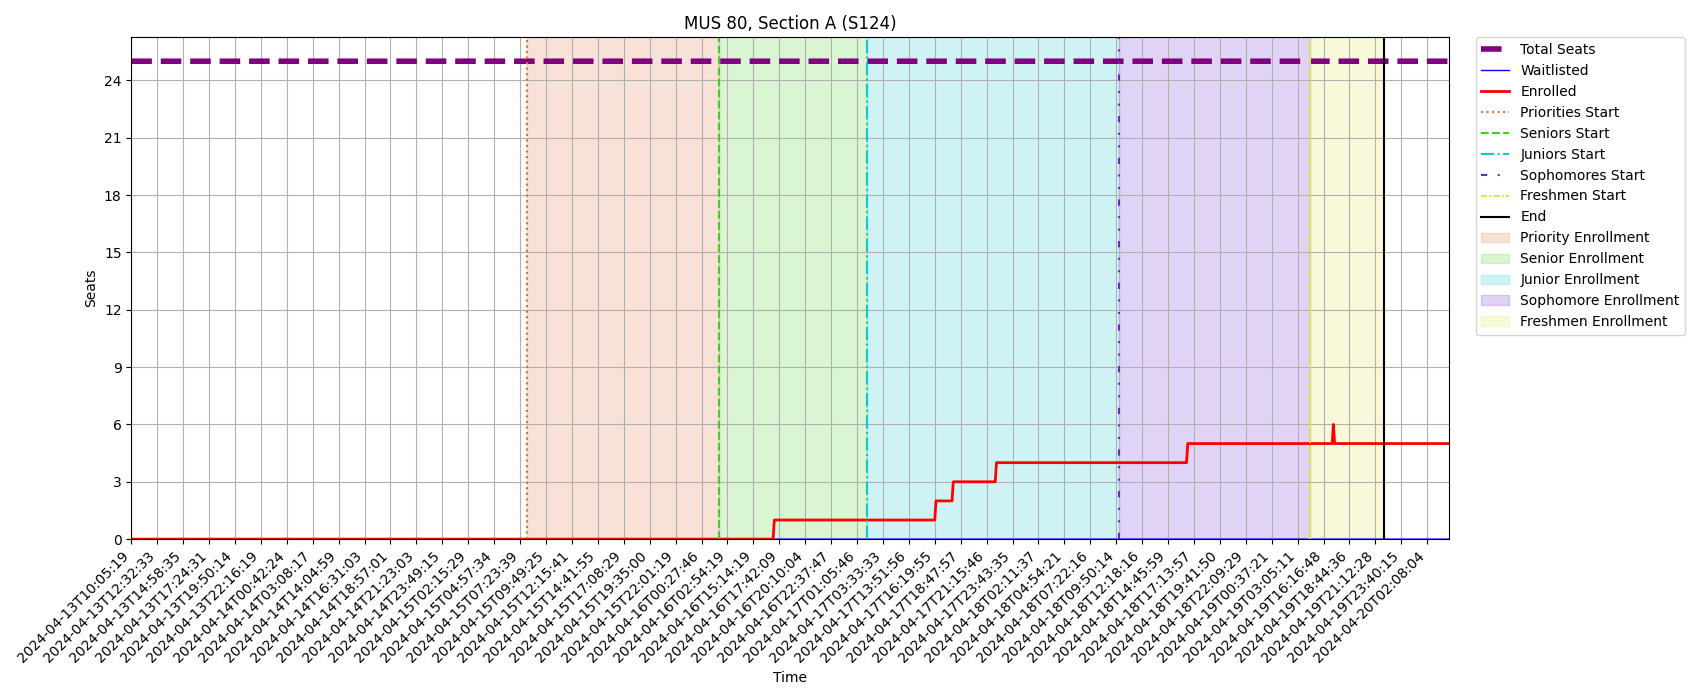 MUS 80, Section A (S124)
Total Seats
Waitlisted
Enrolled
Priorities Start
Seniors Start
Juniors Start
Sophomores Start
Freshmen Start
End
Priority Enrollment
Senior Enrollment
Junior Enrollment
Sophomore Enrollment
Freshmen Enrollment
Seats
24
21
18
15
12
9
6
3
0
2024-04-13T10:05:19
2024-04-13T12:32:33
2024-04-13T14:58:35
2024-04-13T17:24:31
2024-04-13T19:50:14
2024-04-13T22:16:19
2024-04-14T00:42:24
2024-04-14T03:08:17
2024-04-14T14:04:59
2024-04-14T16:31:03
2024-04-14T18:57:01
2024-04-14T21:23:03
2024-04-14T23:49:15
2024-04-15T02:15:29
2024-04-15T04:57:34
2024-04-15T07:23:39
2024-04-15T09:49:25
2024-04-15T12:15:41
2024-04-15T14:41:55
2024-04-15T17:08:29
2024-04-15T19:35:00
2024-04-15T22:01:19
2024-04-16T00:27:46
2024-04-16T02:54:19
2024-04-16T15:14:19
2024-04-16T17:42:09
2024-04-16T20:10:04
2024-04-16T22:37:47
2024-04-17T01:05:46
2024-04-17T03:33:33
2024-04-17T13:51:56
2024-04-17T16:19:55
2024-04-17T18:47:57
2024-04-17T21:15:46
2024-04-17T23:43:35
2024-04-18T02:11:37
2024-04-18T04:54:21
2024-04-18T07:22:16
2024-04-18T09:50:14
2024-04-18T12:18:16
2024-04-18T14:45:59
2024-04-18T17:13:57
2024-04-18T19:41:50
2024-04-18T22:09:29
2024-04-19T00:37:21
2024-04-19T03:05:11
2024-04-19T16:16:48
2024-04-19T18:44:36
2024-04-19T21:12:28
2024-04-19T23:40:15
2024-04-20T02:08:04
Time